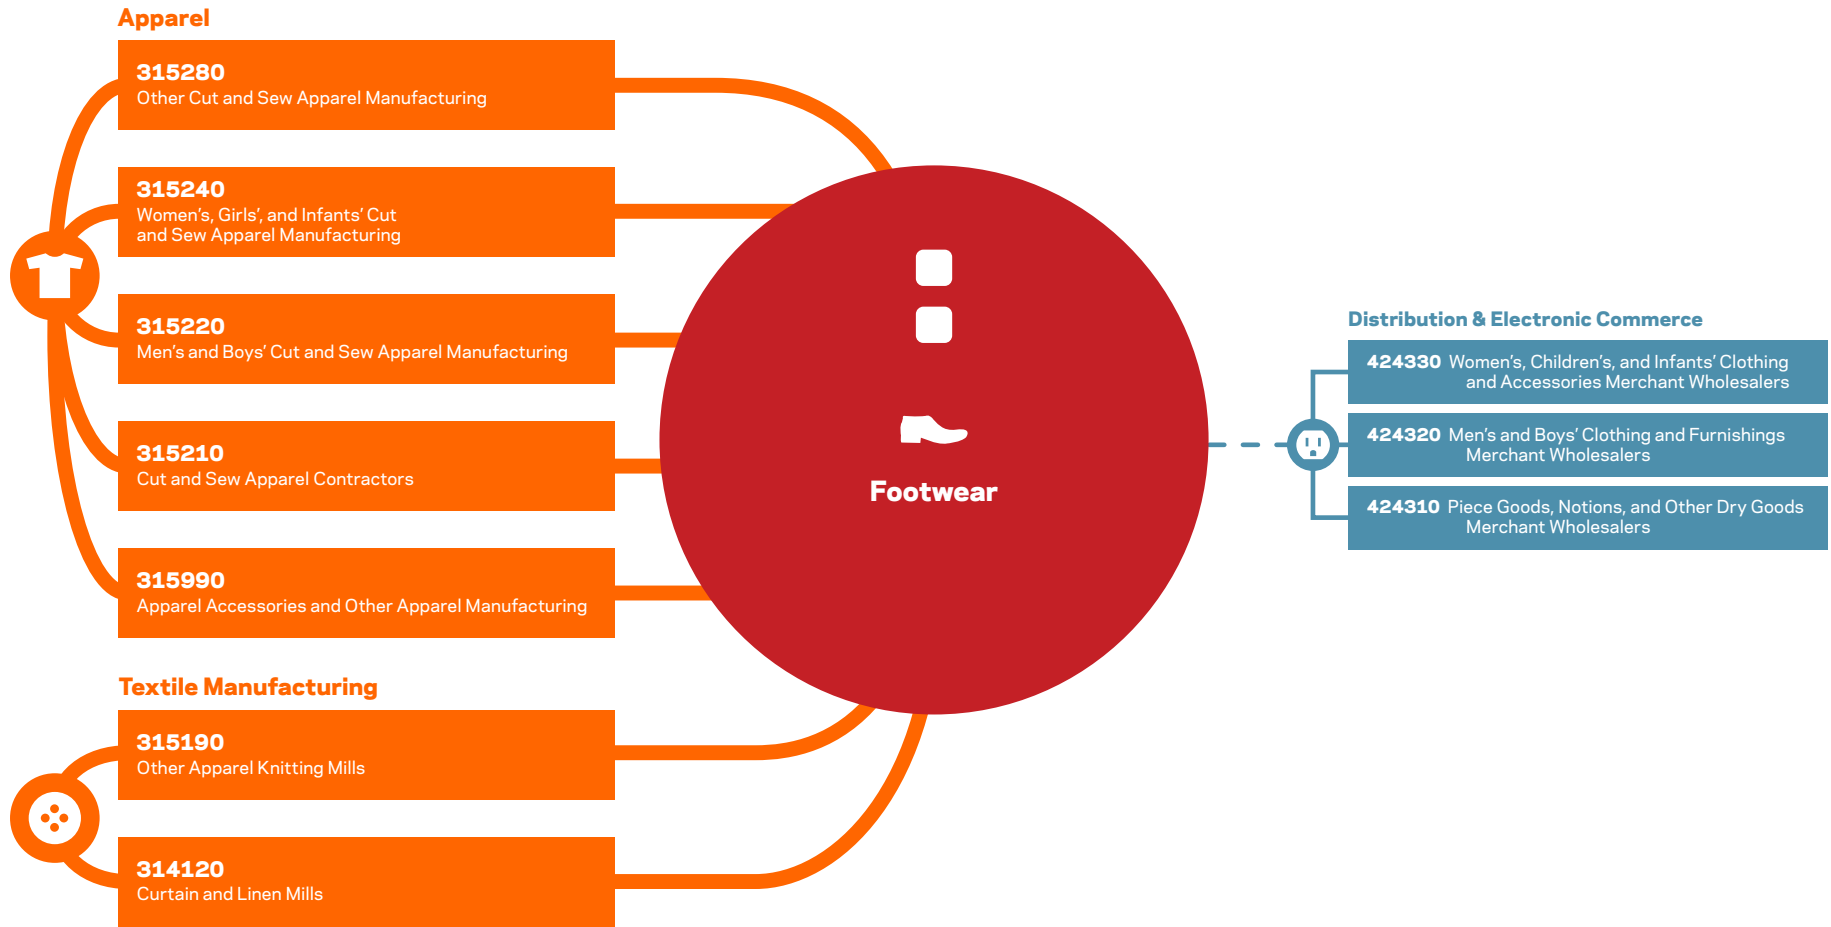 Apparel
315280
Other Cut and Sew Apparel Manufacturing
315240
Women's, Girls', and Infants' Cut
and Sew Apparel Manufacturing
315220
Men's and Boys' Cut and Sew Apparel Manufacturing
315210
Cut and Sew Apparel Contractors
315990
Apparel Accessories and Other Apparel Manufacturing
Textile Manufacturing
315190
Other Apparel Knitting Mills
314120
Curtain and Linen Mills
Footwear
Distribution & Electronic Commerce
424330 Women's, Children's, and Infants' Clothing
and Accessories Merchant Wholesalers
424320 Men's and Boys' Clothing and Furnishings
Merchant Wholesalers
424310 Piece Goods, Notions, and Other Dry Goods
Merchant Wholesalers